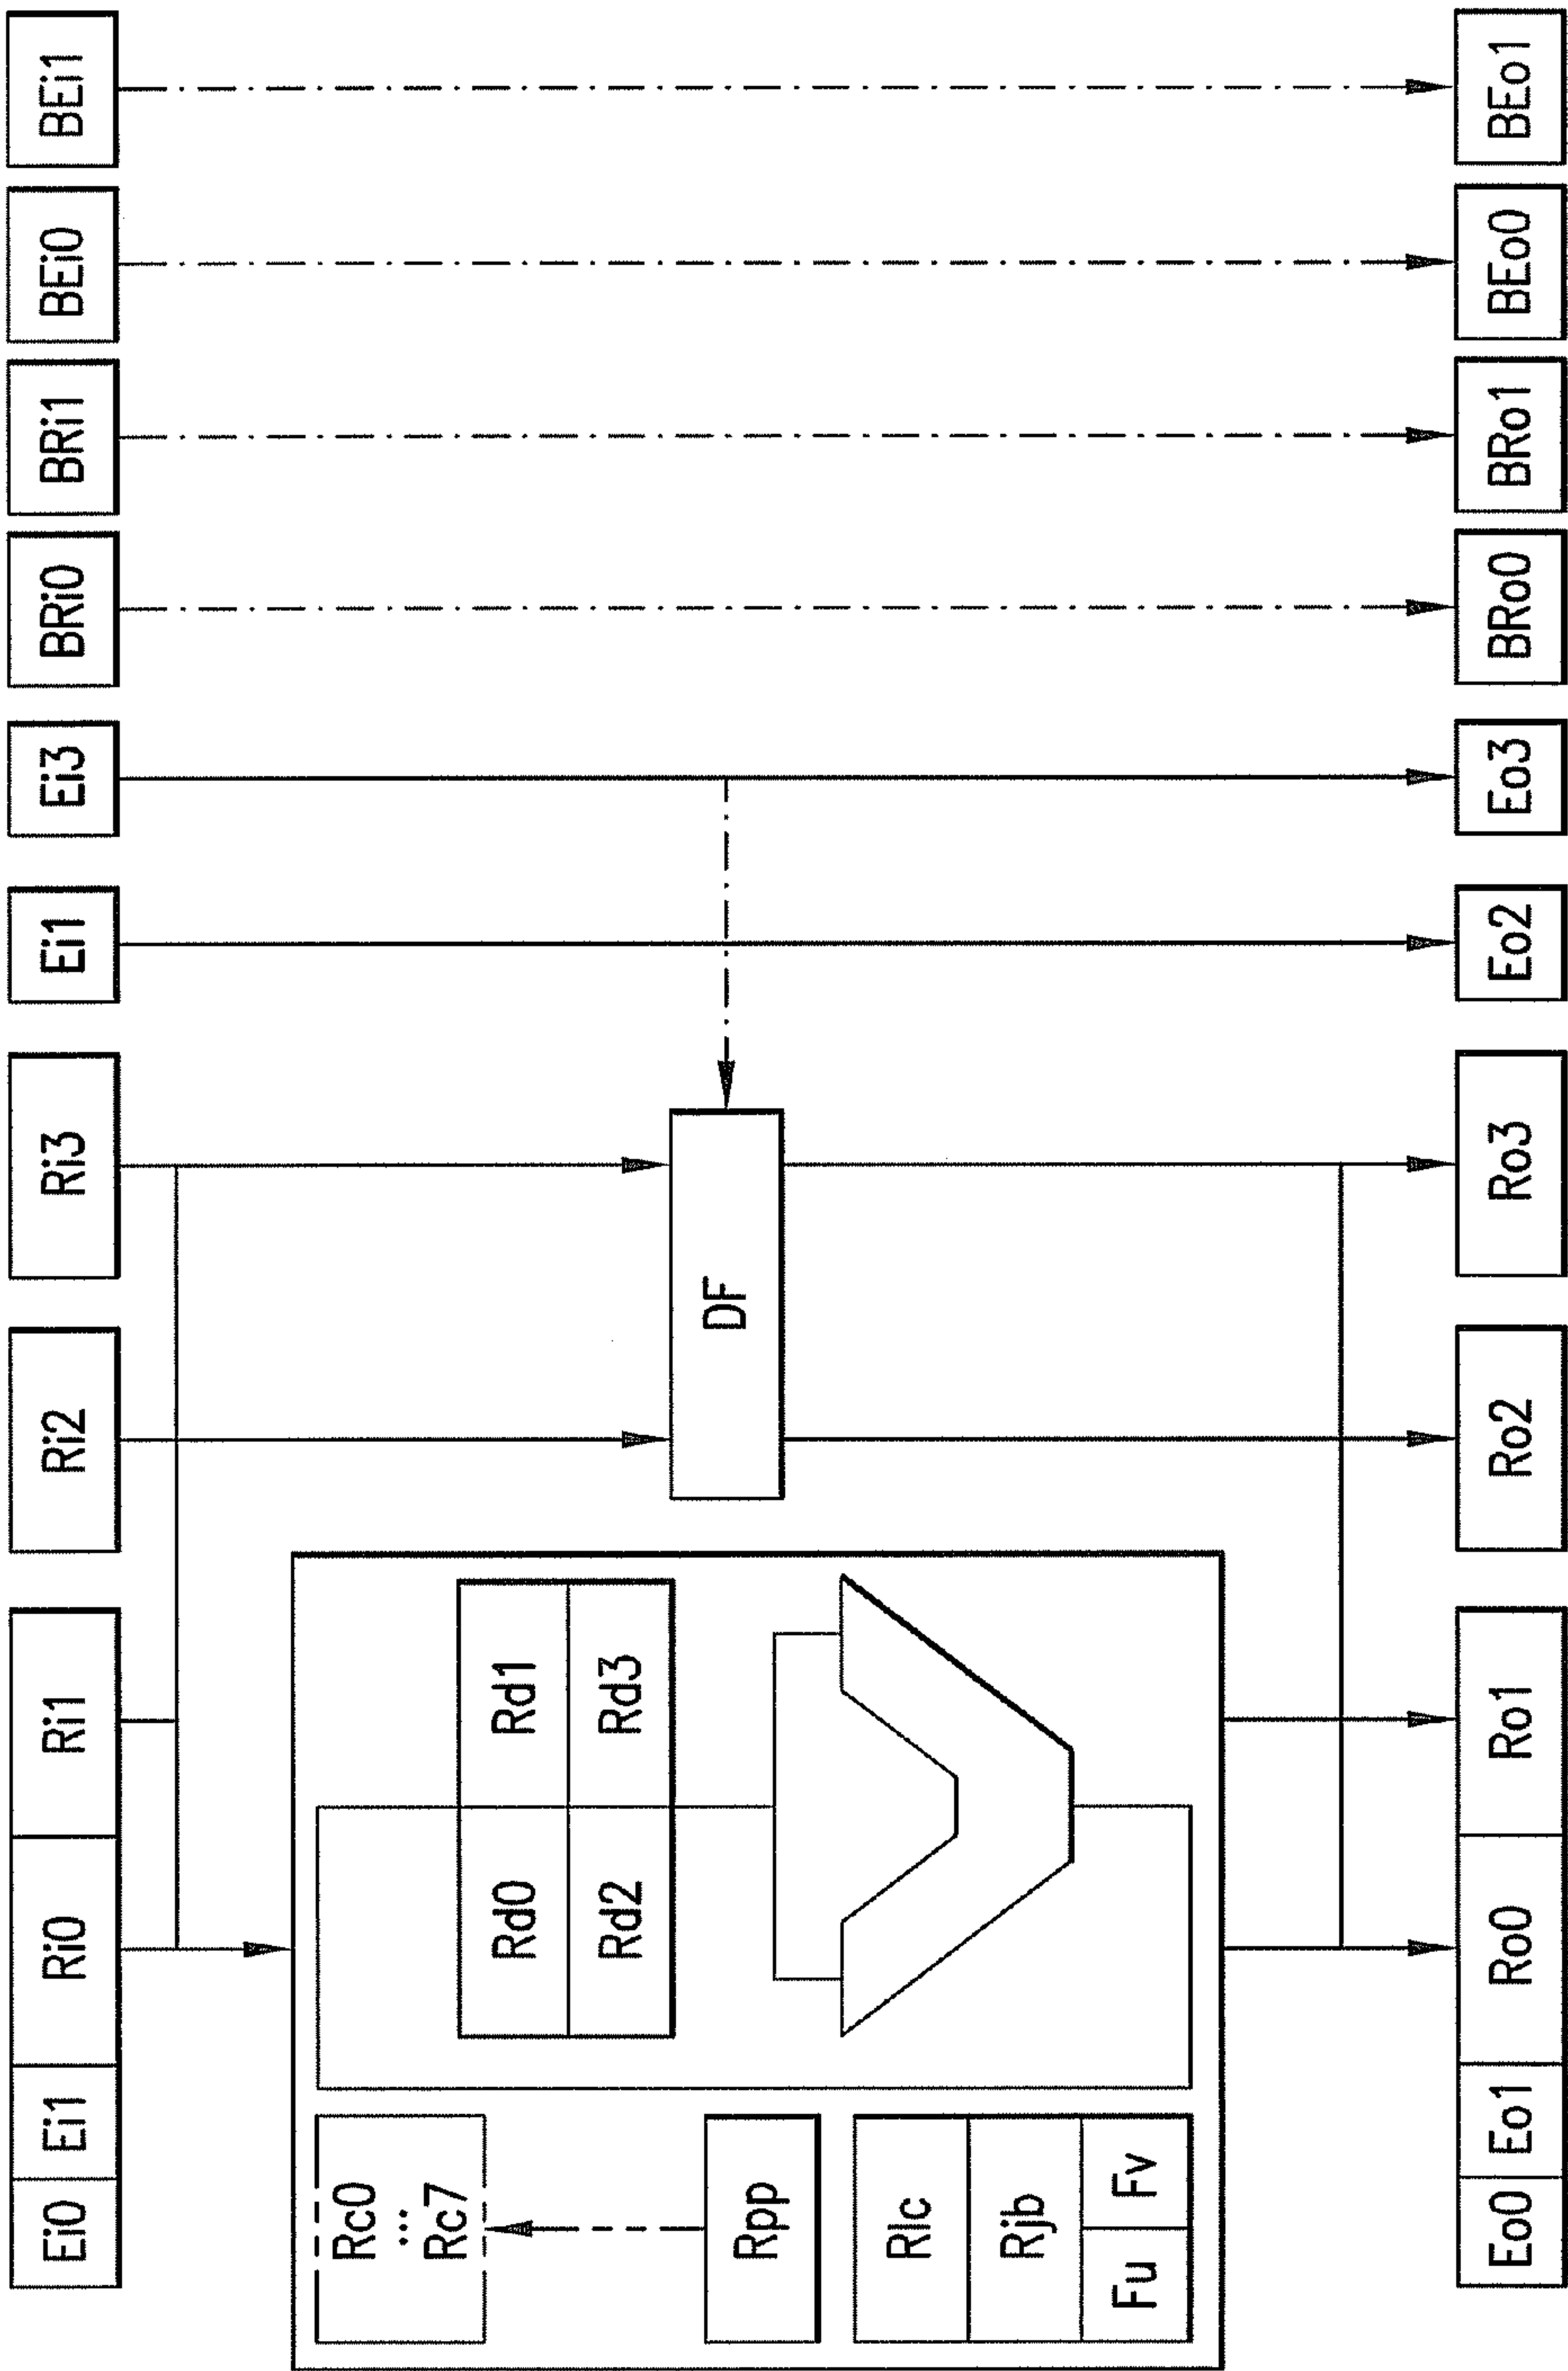 Ei0
Ei1
Ri0
Ri1
Ri2
Ri3
Ei1
Ei3
BRi0
BRi1
BEi0
BEi1
Rc0
...
Rc7
Rd0
Rd1
Rd2
Rd3
Rpp
DF
Rlc
Rjb
Fu
Fv
Eo0
Eo1
Ro0
Ro1
Ro2
Ro3
Eo2
Eo3
BRo0
BRo1
BEo0
BEo1